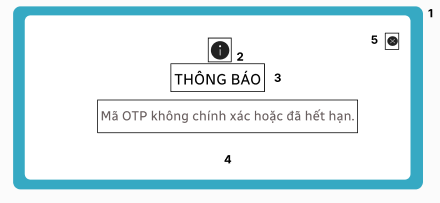 1
5
2
THÔNG BÁO 3
Mã OTP không chính xác hoặc đã hết hạn.
4